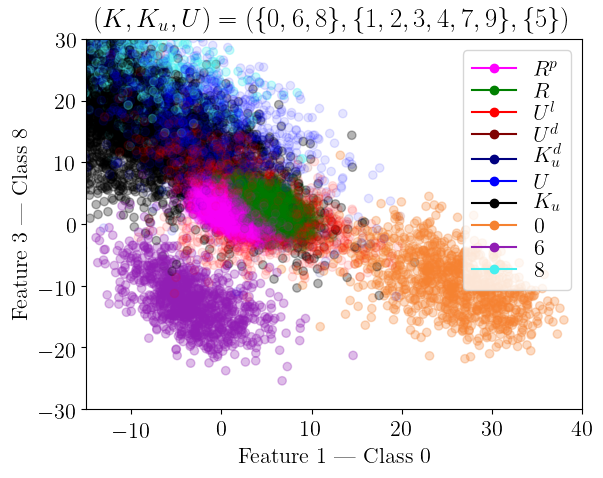 (K, K_u, U) = ({0, 6, 8}, {1, 2, 3, 4, 7, 9}, {5})
30
20
10
0
−10
−20
−30
Feature 3 — Class 8
R^p
R
U^l
U^d
K_u^d
U
K_u
0
6
8
−10
0
10
20
30
40
Feature 1 — Class 0